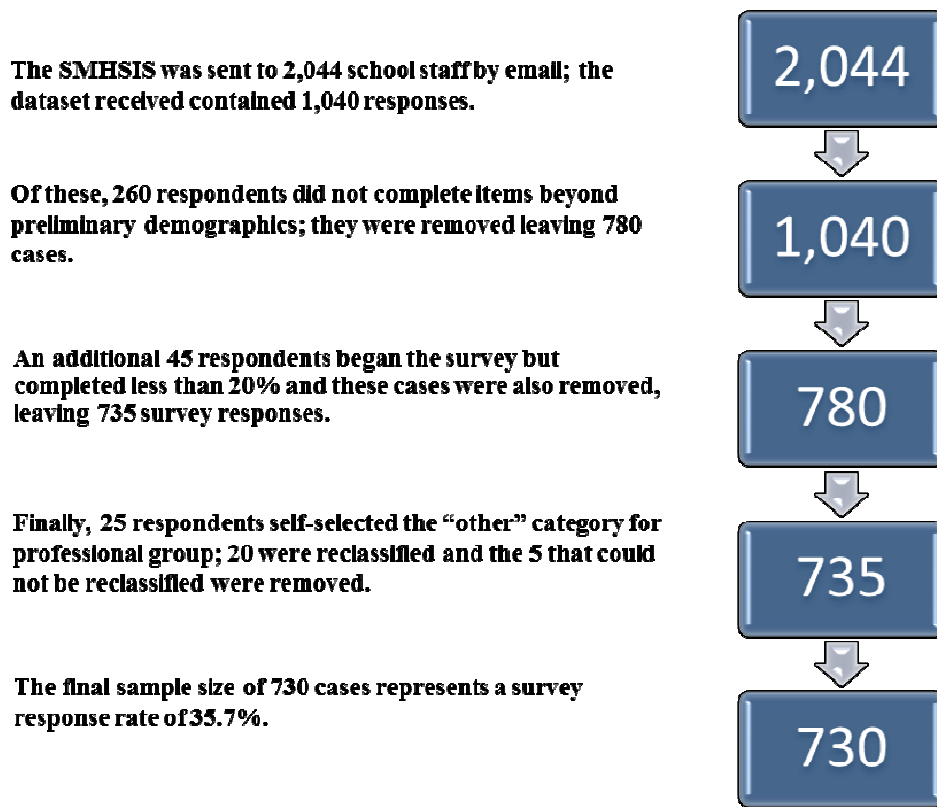 The SMHSIS was sent to 2,044 school staff by email; the
dataset received contained 1,040 responses.
2,044
Of these, 260 respondents did not complete items beyond
preliminary demographics; they were removed leaving 780
cases.
1,040
An additional 45 respondents began the survey but
completed less than 20% and these cases were also removed,
leaving 735 survey responses.
780
Finally, 25 respondents self-selected the “other” category for
professional group; 20 were reclassified and the 5 that could
not be reclassified were removed.
735
The final sample size of 730 cases represents a survey
response rate of 35.7%.
730